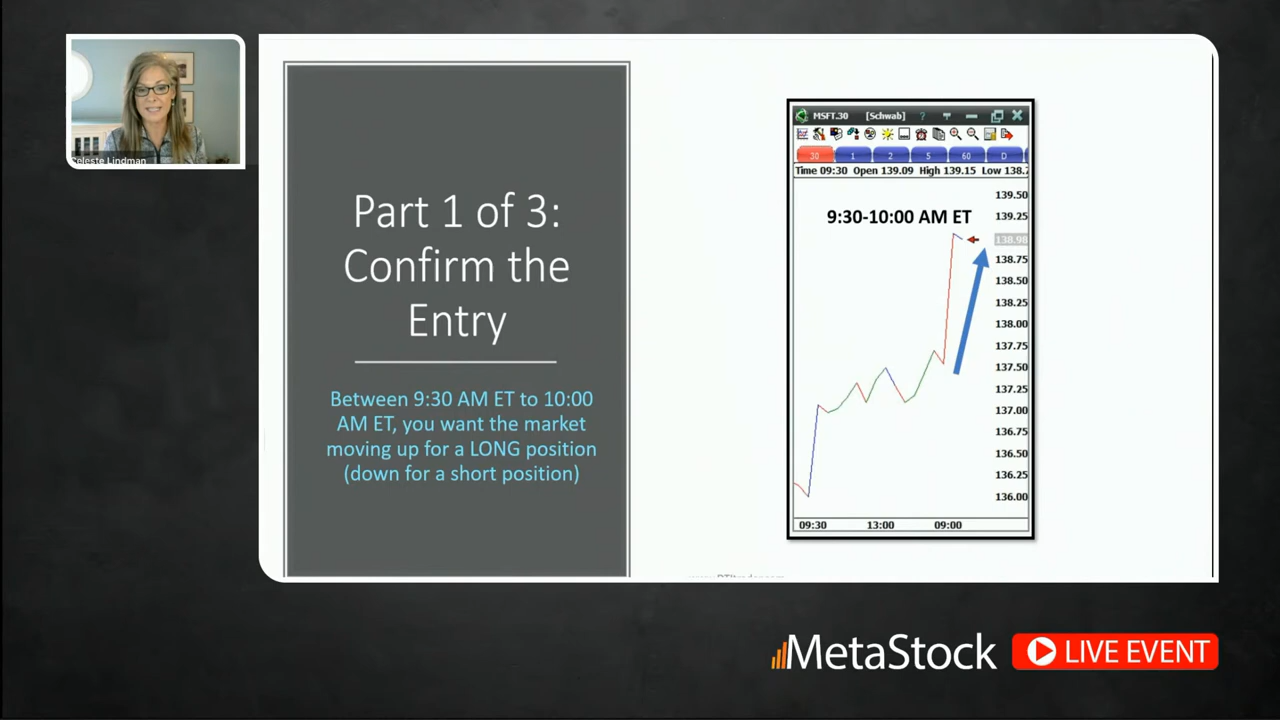 Celeste Lindman
Part 1 of 3:
Confirm the
Entry
Between 9:30 AM ET to 10:00
AM ET, you want the market
moving up for a LONG position
(down for a short position)
MSFT.30 [Schwab] ?
30 1 2 5 60 D
Time 09:30 Open 139.09 High 139.15 Low 138.7
9:30-10:00 AM ET
139.50
139.25
138.98
138.75
138.50
138.25
138.00
137.75
137.50
137.25
137.00
136.75
136.50
136.25
136.00
09:30 13:00 09:00
MetaStock
LIVE EVENT